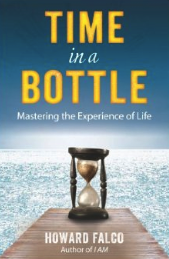 TIME
in a
BOTTLE
Mastering the Experience of Life
HOWARD FALCO
Author of I AM